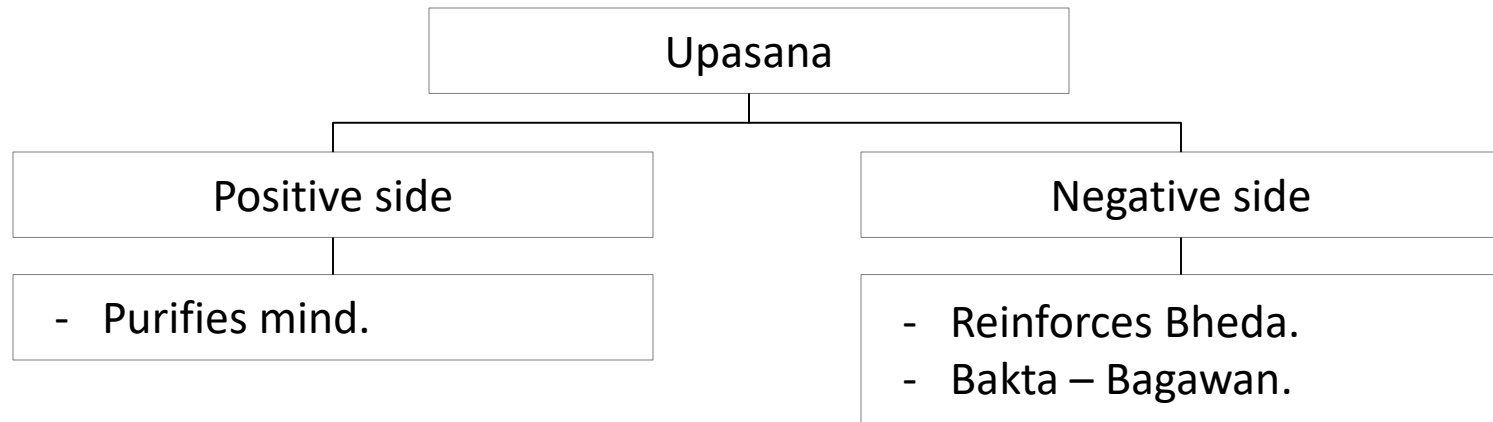 Upasana
Positive side
Negative side
- Purifies mind.
- Reinforces Bheda.
- Bakta – Bagawan.